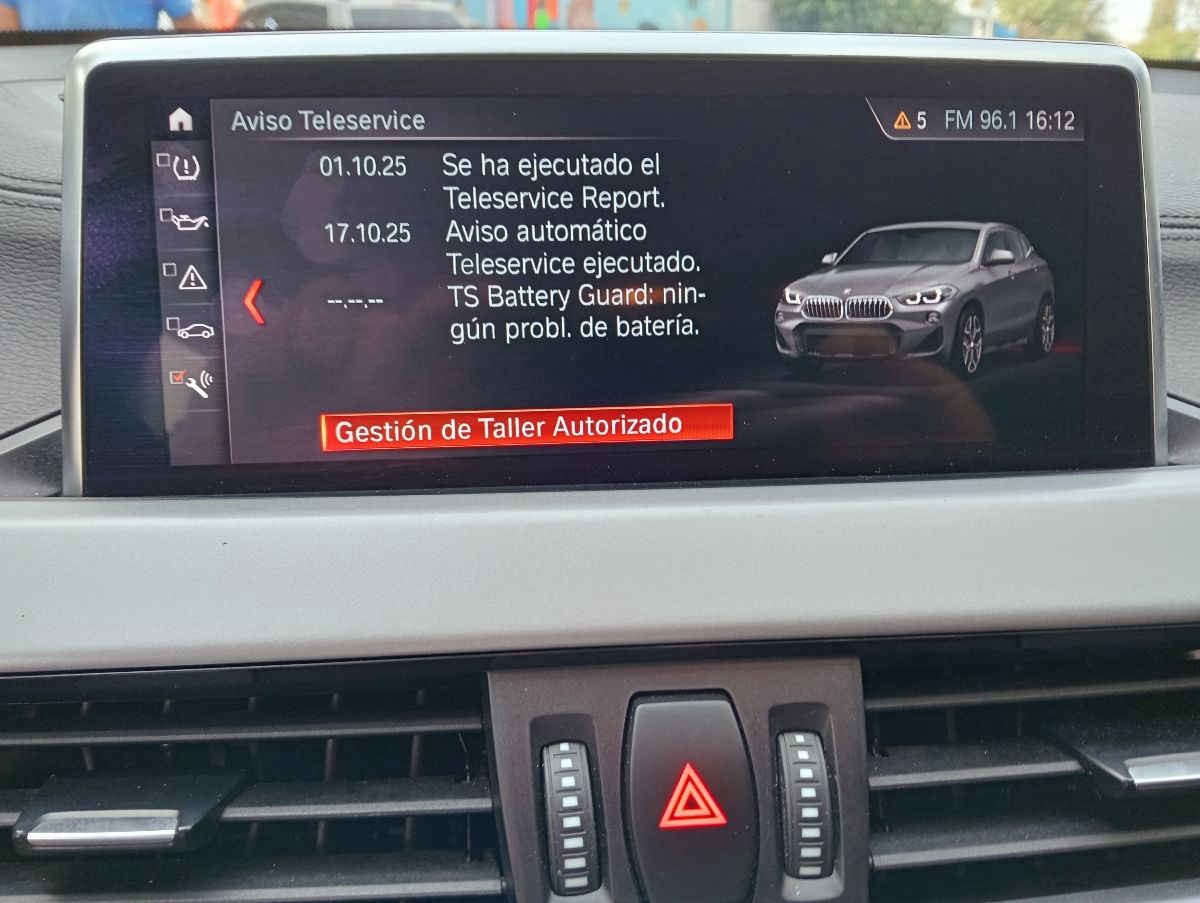 Aviso Teleservice
5 FM 96.1 16:12
01.10.25 Se ha ejecutado el
Teleservice Report.
17.10.25 Aviso automático
Teleservice ejecutado.
--.--.-- TS Battery Guard: nin-
gún probl. de batería.
Gestión de Taller Autorizado